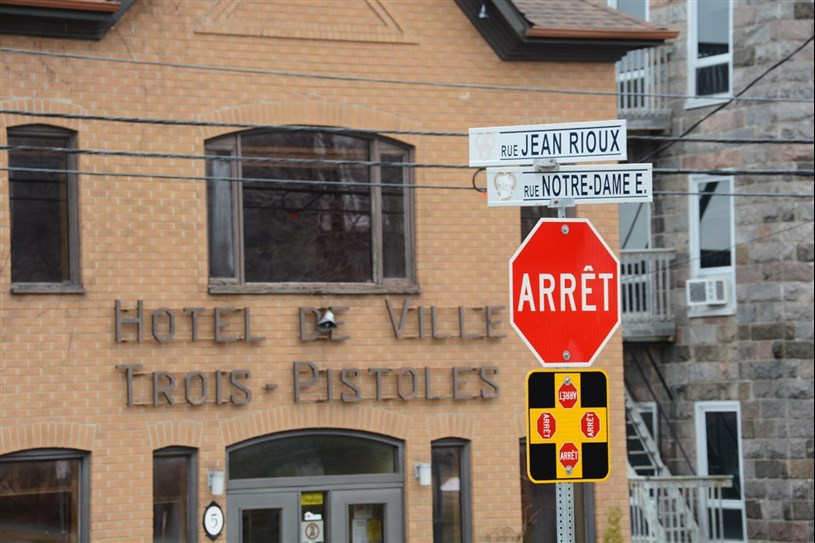 RUE JEAN RIOUX
RUE NOTRE-DAME E.
ARRÊT
HOTEL DE VILLE
TROIS-PISTOLES
ARRÊT
ARRÊT
ARRÊT
ARRÊT
5